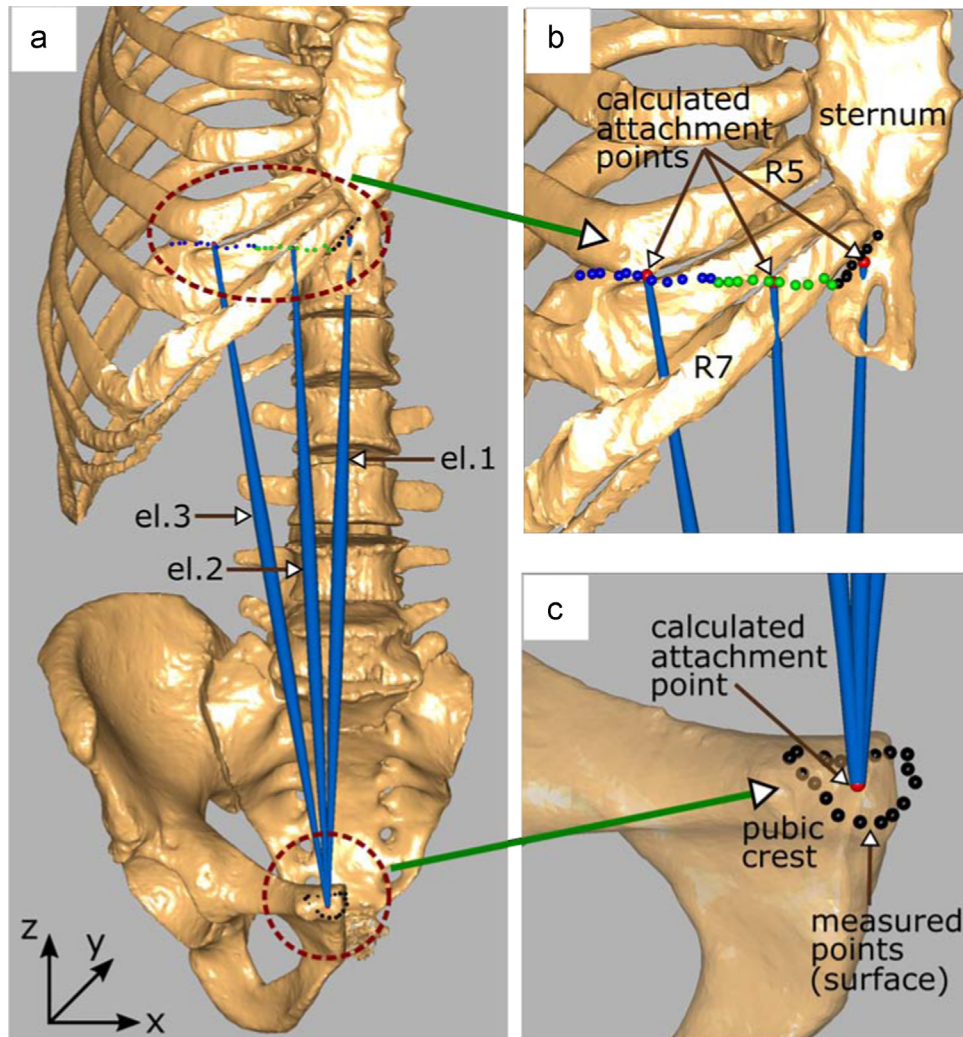 a
el.1
el.3
el.2
z
y
x
b
calculated
attachment
points
sternum
R5
R7
c
calculated
attachment
point
pubic
crest
measured
points
(surface)